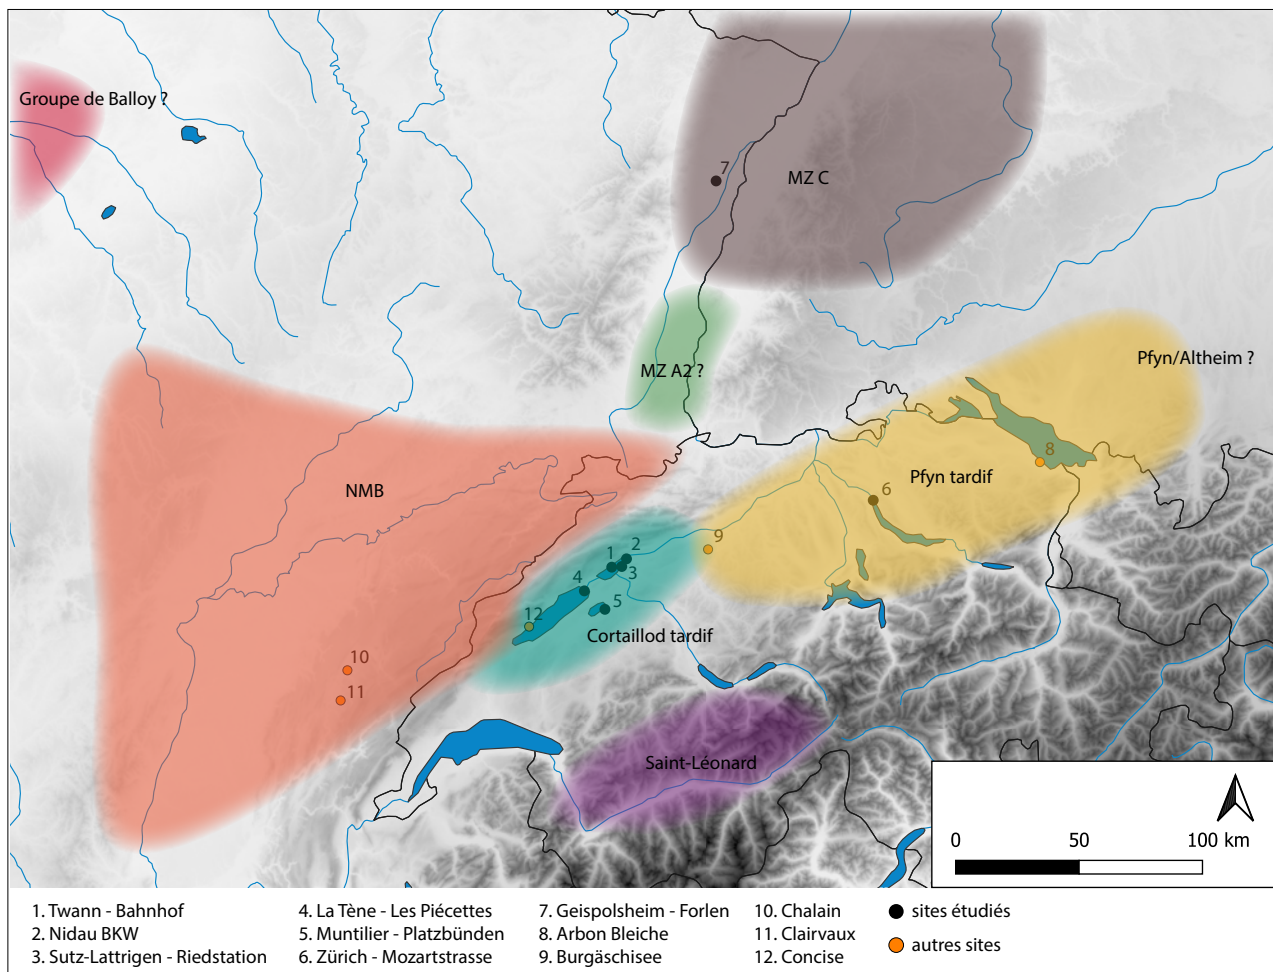 Groupe de Balloy ?
7
MZ C
MZ A2 ?
Pfyn/Altheim ?
8
NMB
Pfyn tardif
6
9
2
1
3
4
5
12
Cortaillod tardif
10
11
Saint-Léonard
0 50 100 km
1. Twann - Bahnhof
2. Nidau BKW
3. Sutz-Lattrigen - Riedstation
4. La Tène - Les Piécettes
5. Muntilier - Platzbünden
6. Zürich - Mozartstrasse
7. Geispolsheim - Forlen
8. Arbon Bleiche
9. Burgäschisee
10. Chalain
11. Clairvaux
12. Concise
sites étudiés
autres sites